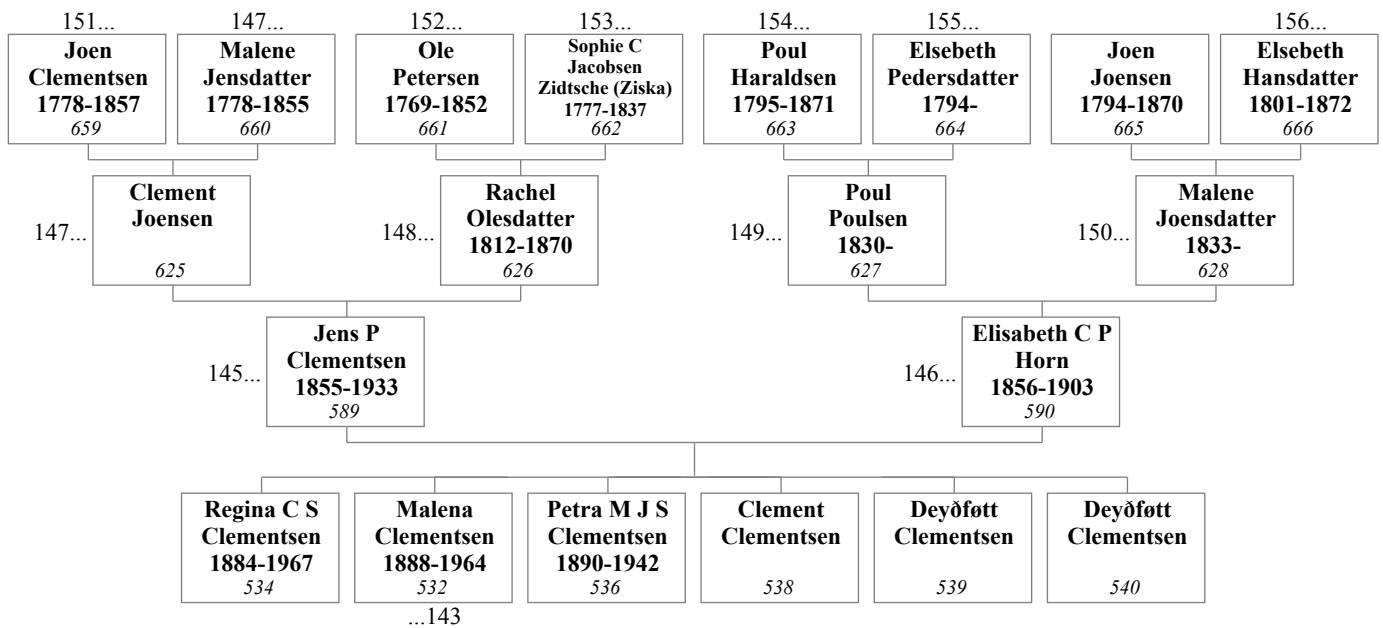 151...
147...
152...
153...
154...
155...
156...
Joen
Clementsen
1778-1857
659
Malene
Jensdatter
1778-1855
660
Ole
Petersen
1769-1852
661
Sophie C
Jacobsen
Zidtsche (Ziska)
1777-1837
662
Poul
Haraldsen
1795-1871
663
Elsebeth
Pedersdatter
1794-
664
Joen
Joensen
1794-1870
665
Elsebeth
Hansdatter
1801-1872
666
147...
Clement
Joensen
625
148...
Rachel
Olesdatter
1812-1870
626
149...
Poul
Poulsen
1830-
627
150...
Malene
Joensdatter
1833-
628
145...
Jens P
Clementsen
1855-1933
589
146...
Elisabeth C P
Horn
1856-1903
590
Regina C S
Clementsen
1884-1967
534
Malena
Clementsen
1888-1964
532
Petra M J S
Clementsen
1890-1942
536
Clement
Clementsen
538
Deyðføtt
Clementsen
539
Deyðføtt
Clementsen
540
...143